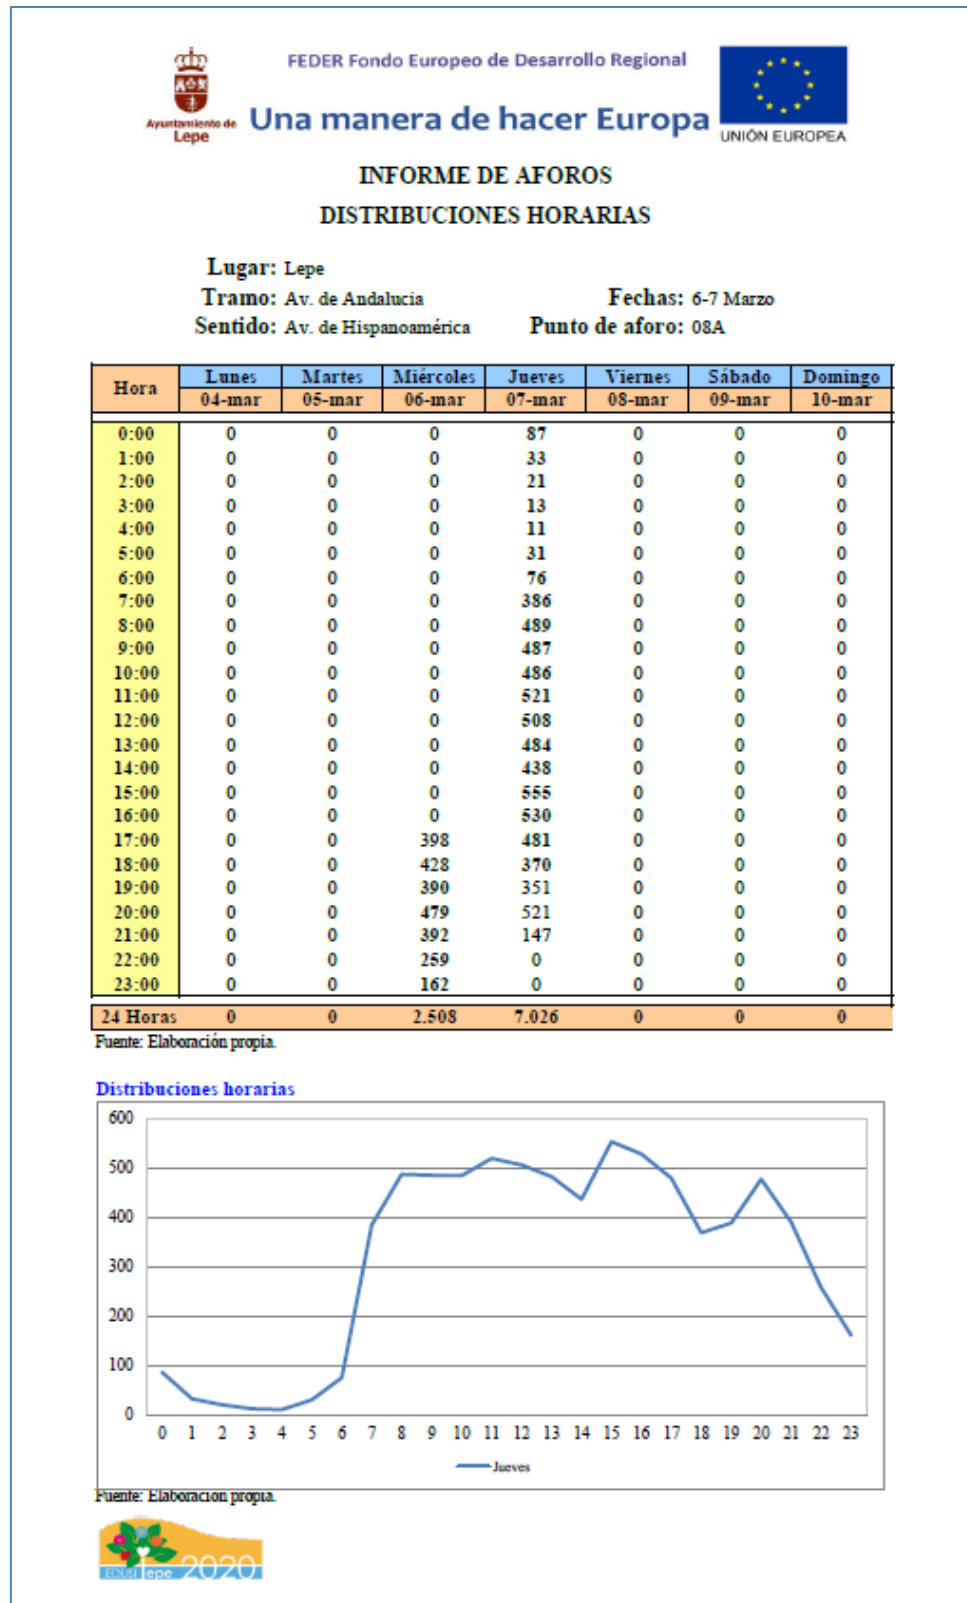 FEDER Fondo Europeo de Desarrollo Regional
Ayuntamiento de
Lepe
Una manera de hacer Europa
UNIÓN EUROPEA
INFORME DE AFOROS
DISTRIBUCIONES HORARIAS
Lugar: Lepe
Tramo: Av. de Andalucia Fechas: 6-7 Marzo
Sentido: Av. de Hispanoamérica Punto de aforo: 08A
Hora Lunes Martes Miércoles Jueves Viernes Sábado Domingo
04-mar 05-mar 06-mar 07-mar 08-mar 09-mar 10-mar
0:00 0 0 0 87 0 0 0
1:00 0 0 0 33 0 0 0
2:00 0 0 0 21 0 0 0
3:00 0 0 0 13 0 0 0
4:00 0 0 0 11 0 0 0
5:00 0 0 0 31 0 0 0
6:00 0 0 0 76 0 0 0
7:00 0 0 0 386 0 0 0
8:00 0 0 0 489 0 0 0
9:00 0 0 0 487 0 0 0
10:00 0 0 0 486 0 0 0
11:00 0 0 0 521 0 0 0
12:00 0 0 0 508 0 0 0
13:00 0 0 0 484 0 0 0
14:00 0 0 0 438 0 0 0
15:00 0 0 0 555 0 0 0
16:00 0 0 0 530 0 0 0
17:00 0 0 398 481 0 0 0
18:00 0 0 428 370 0 0 0
19:00 0 0 390 351 0 0 0
20:00 0 0 479 521 0 0 0
21:00 0 0 392 147 0 0 0
22:00 0 0 259 0 0 0 0
23:00 0 0 162 0 0 0 0
24 Horas 0 0 2.508 7.026 0 0 0
Fuente: Elaboración propia.
Distribuciones horarias
600
500
400
300
200
100
0
0 1 2 3 4 5 6 7 8 9 10 11 12 13 14 15 16 17 18 19 20 21 22 23
Jueves
Fuente: Elaboración propia.
EDUSI lepe 2020